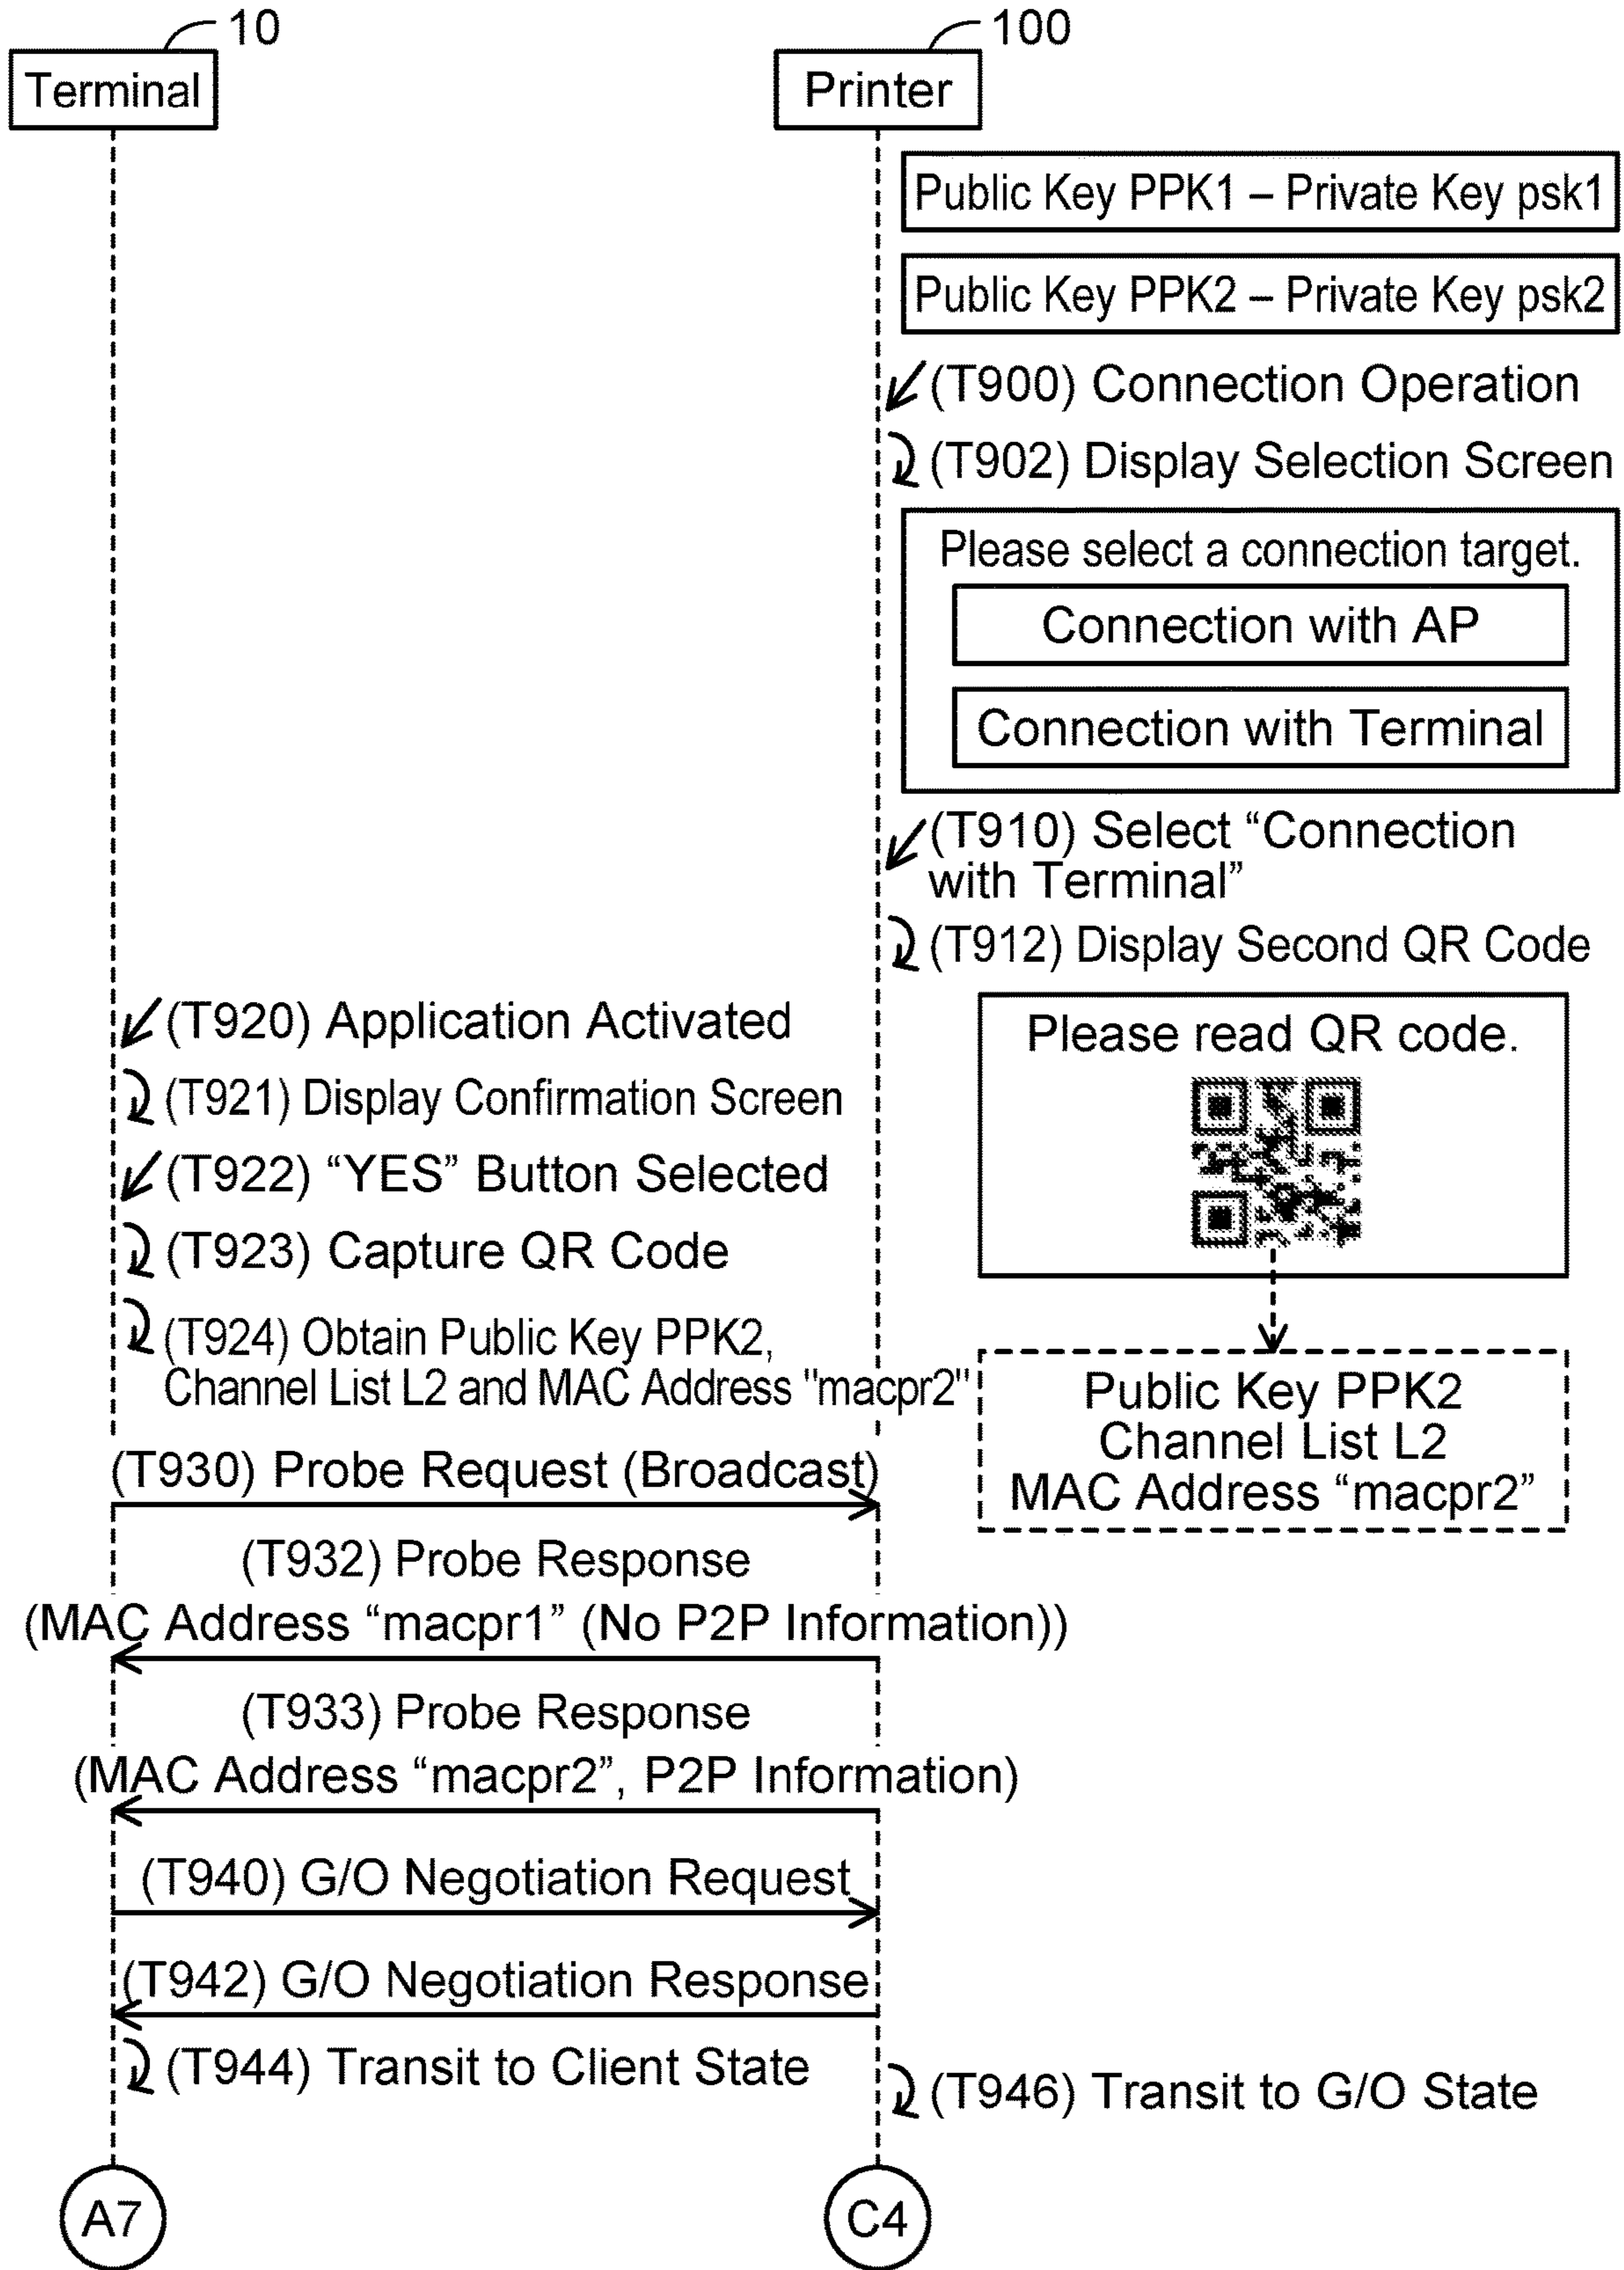 10
100
Terminal
Printer
Public Key PPK1 – Private Key psk1
Public Key PPK2 – Private Key psk2
(T900) Connection Operation
(T902) Display Selection Screen
Please select a connection target.
Connection with AP
Connection with Terminal
(T910) Select “Connection
with Terminal”
(T912) Display Second QR Code
Please read QR code.
(T920) Application Activated
(T921) Display Confirmation Screen
(T922) “YES” Button Selected
(T923) Capture QR Code
(T924) Obtain Public Key PPK2,
Channel List L2 and MAC Address "macpr2"
Public Key PPK2
Channel List L2
MAC Address “macpr2”
(T930) Probe Request (Broadcast)
(T932) Probe Response
(MAC Address “macpr1” (No P2P Information))
(T933) Probe Response
(MAC Address “macpr2”, P2P Information)
(T940) G/O Negotiation Request
(T942) G/O Negotiation Response
(T944) Transit to Client State
(T946) Transit to G/O State
A7
C4